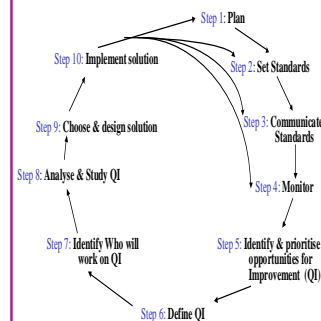 Step 1: Plan
Step 2: Set Standards
Step 3: Communicate
Standards
Step 4: Monitor
Step 5: Identify & prioritise
opportunities for
Improvement (QI)
Step 6: Define QI
Step 7: Identify Who will
work on QI
Step 8: Analyse & Study QI
Step 9: Choose & design solution
Step 10: Implement solution